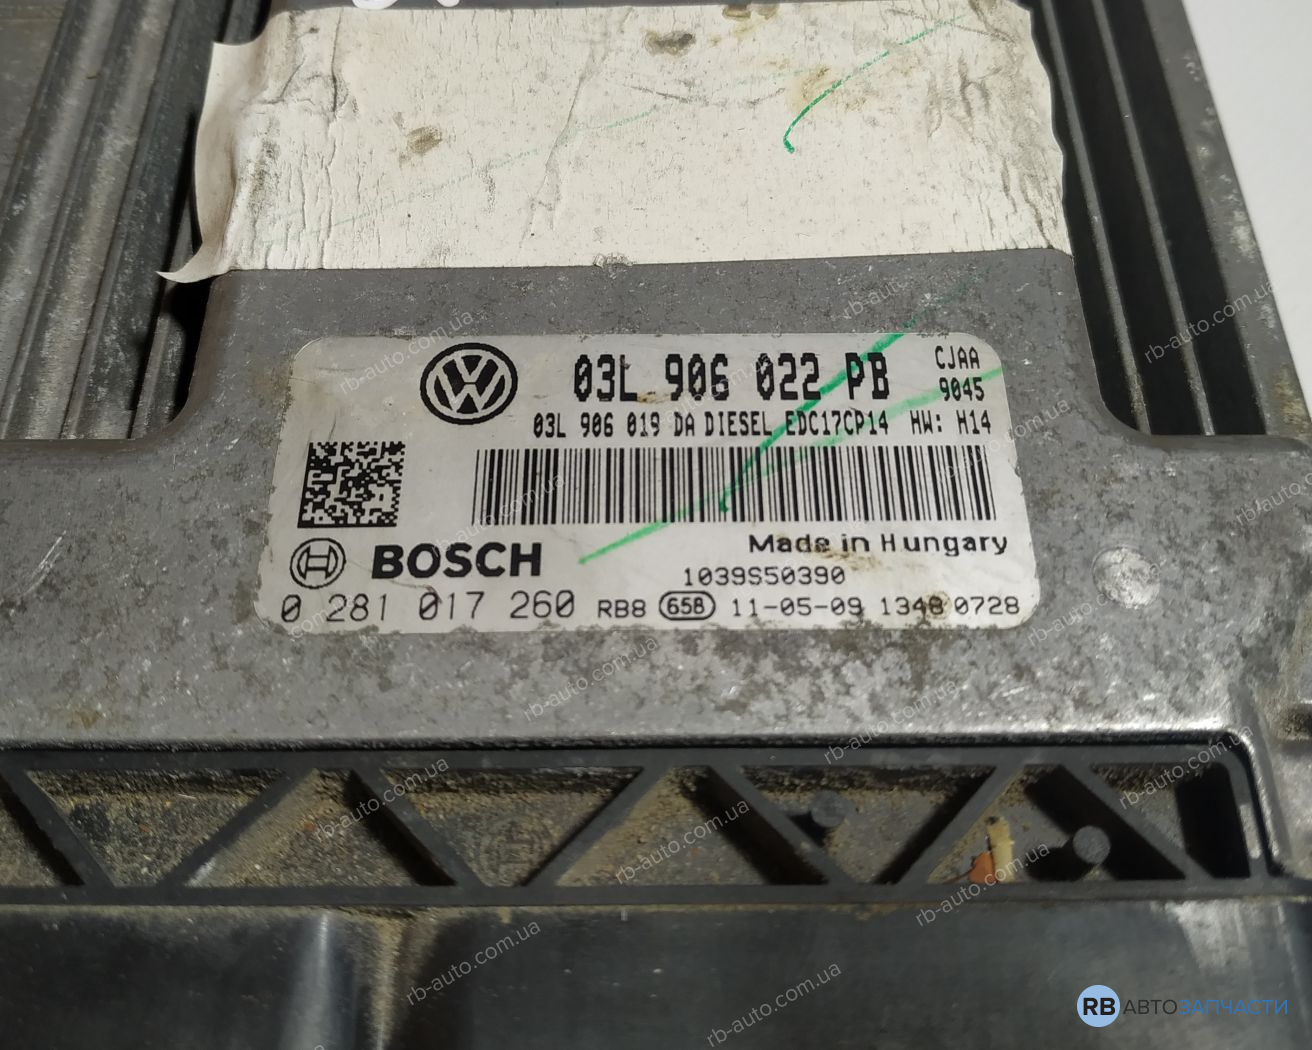 03L 906 022 PB
CJAA
9045
03L 906 019 DA DIESEL EDC17CP14 HW: H14
BOSCH
Made in Hungary
1039S50390
0 281 017 260 RB8 658 11-05-09 1348 0728
rb-auto.com.ua
RB АВТОЗАПЧАСТИ